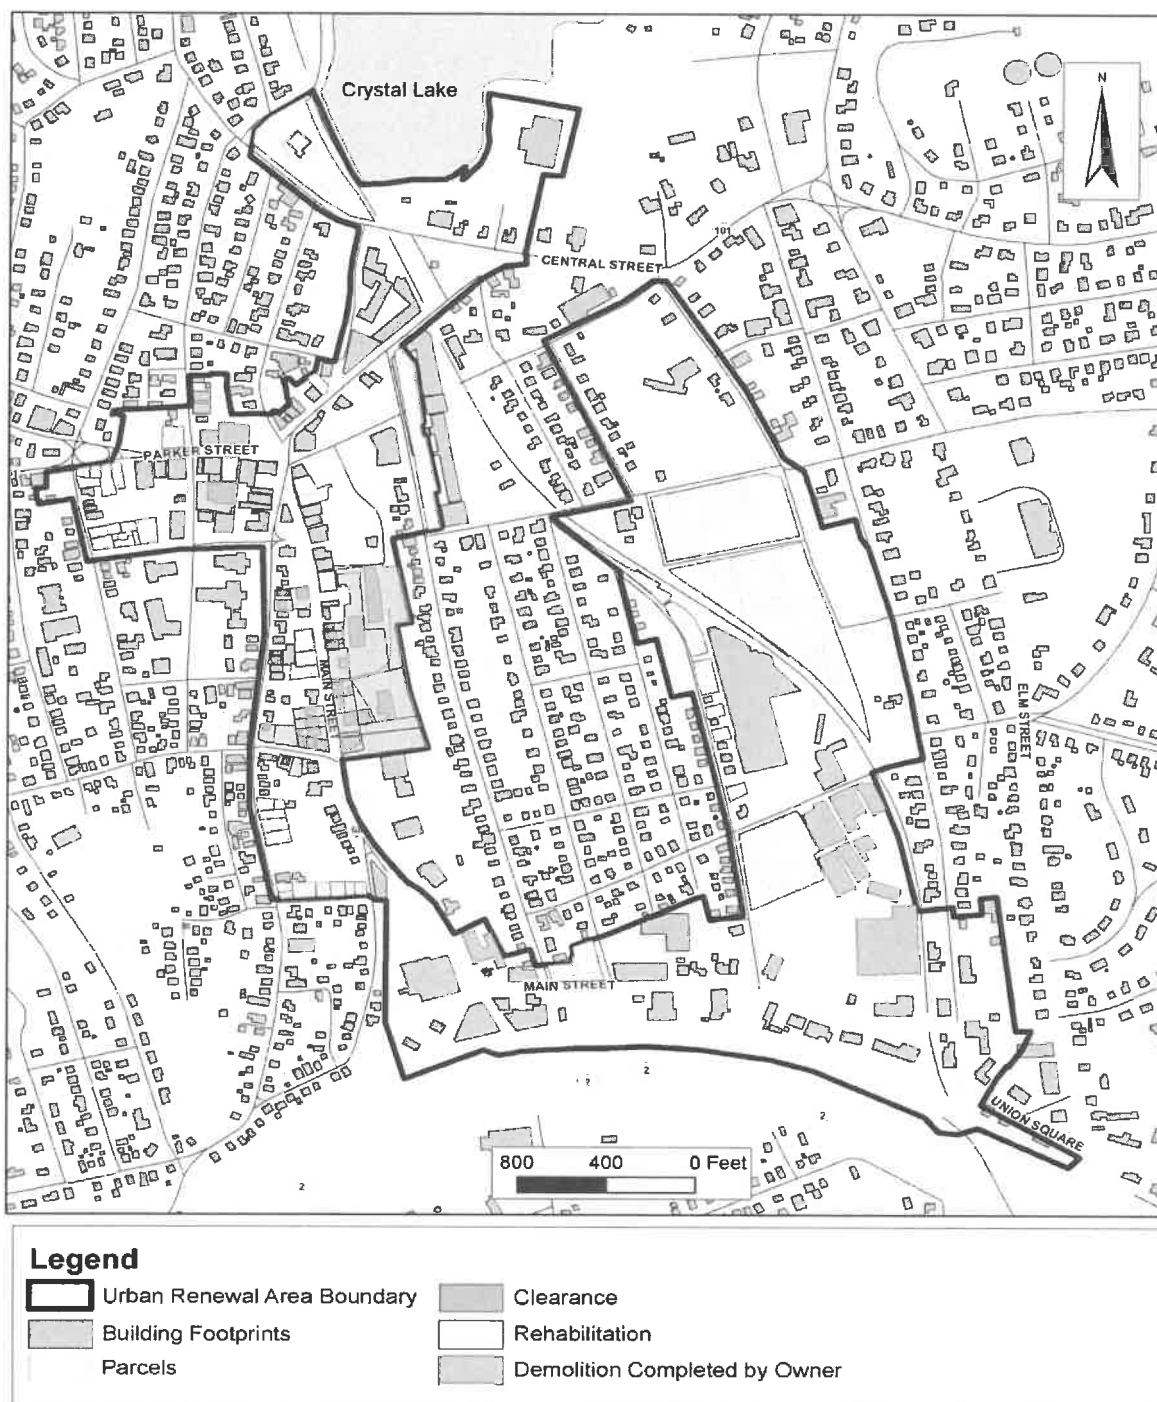 Crystal Lake
N
101
CENTRAL STREET
PARKER STREET
MAIN STREET
ELM STREET
MAIN STREET
2
2
2
UNION SQUARE
800 400 0 Feet
2
Legend
Urban Renewal Area Boundary
Clearance
Building Footprints
Rehabilitation
Parcels
Demolition Completed by Owner